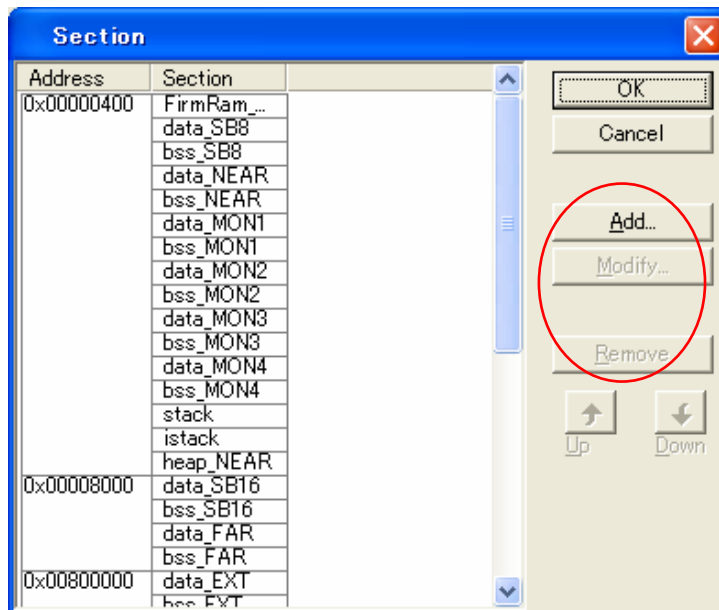 Section
Address Section
0x00000400 FirmRam_...
data_SB8
bss_SB8
data_NEAR
bss_NEAR
data_MON1
bss_MON1
data_MON2
bss_MON2
data_MON3
bss_MON3
data_MON4
bss_MON4
stack
istack
heap_NEAR
0x00008000 data_SB16
bss_SB16
data_FAR
bss_FAR
0x00800000 data_EXT
bss_EXT
OK
Cancel
Add...
Modify...
Remove
Up Down